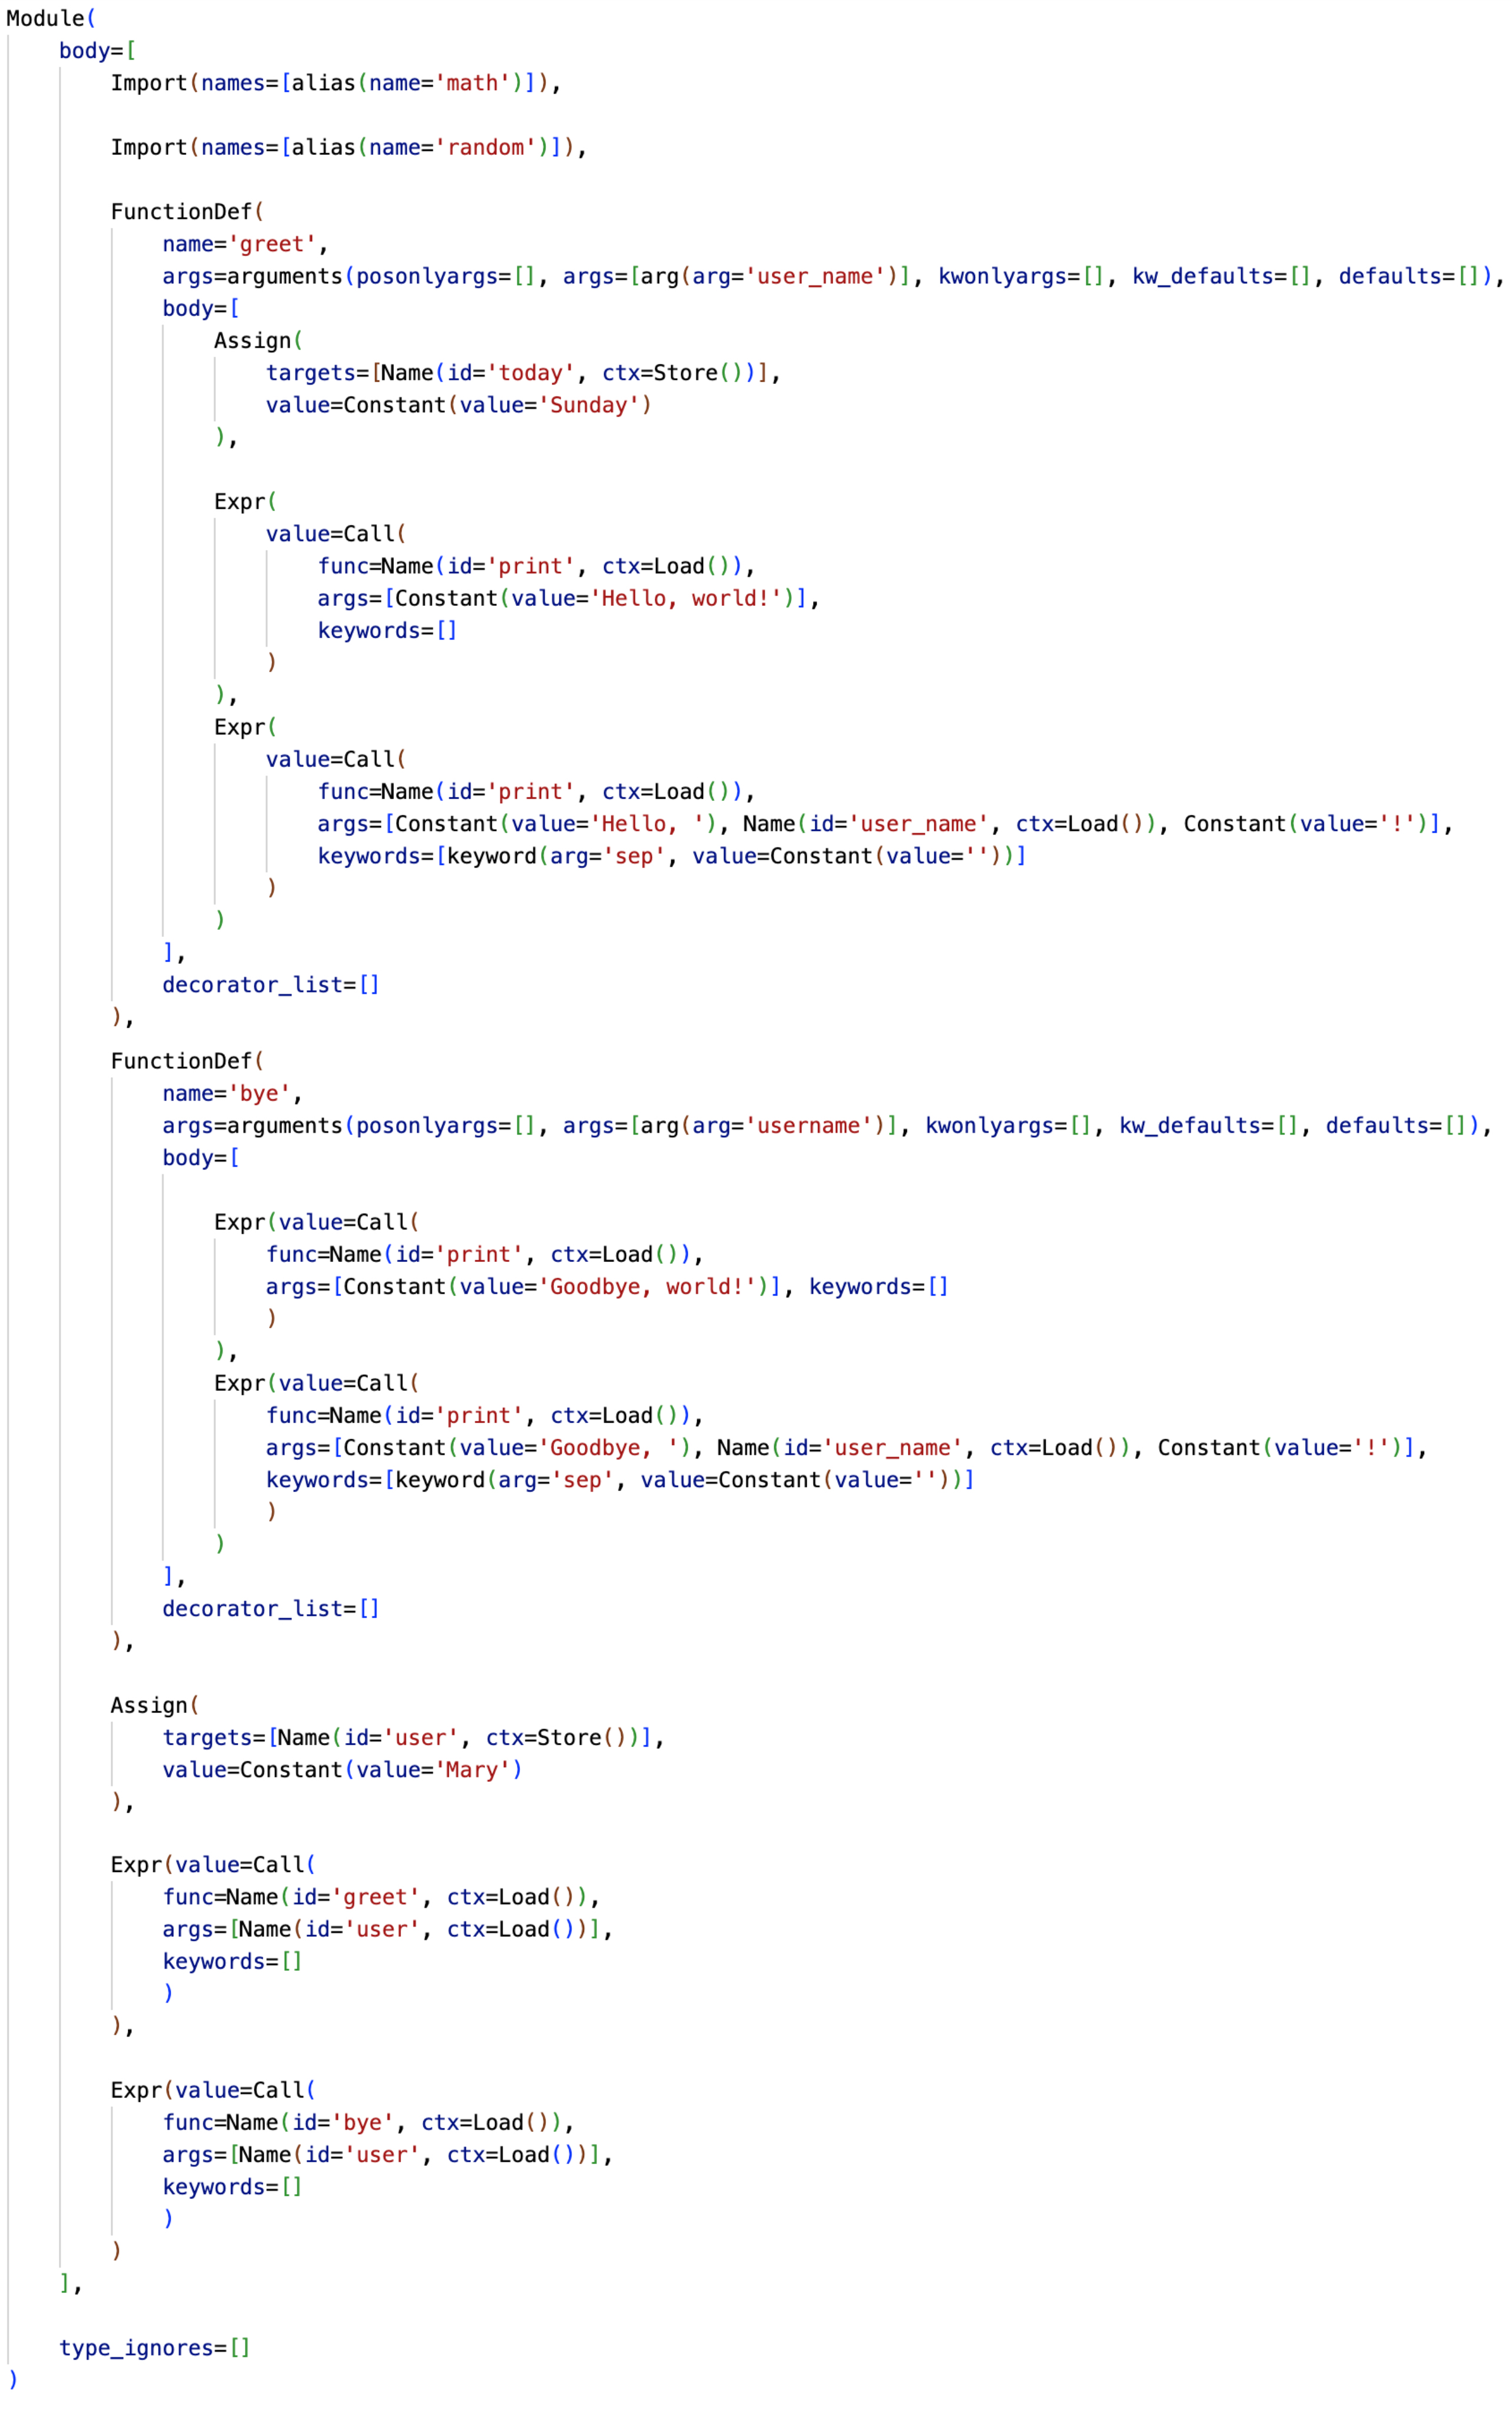 Module(
    body=[
        Import(names=[alias(name='math')]),
        Import(names=[alias(name='random')]),
        FunctionDef(
            name='greet',
            args=arguments(posonlyargs=[], args=[arg(arg='user_name')], kwonlyargs=[], kw_defaults=[], defaults=[]),
            body=[
                Assign(
                    targets=[Name(id='today', ctx=Store())],
                    value=Constant(value='Sunday')
                ),
                Expr(
                    value=Call(
                        func=Name(id='print', ctx=Load()),
                        args=[Constant(value='Hello, world!')],
                        keywords=[]
                    )
                ),
                Expr(
                    value=Call(
                        func=Name(id='print', ctx=Load()),
                        args=[Constant(value='Hello, '), Name(id='user_name', ctx=Load()), Constant(value='!')],
                        keywords=[keyword(arg='sep', value=Constant(value=''))]
                    )
                )
            ],
            decorator_list=[]
        ),
        FunctionDef(
            name='bye',
            args=arguments(posonlyargs=[], args=[arg(arg='username')], kwonlyargs=[], kw_defaults=[], defaults=[]),
            body=[
                Expr(value=Call(
                    func=Name(id='print', ctx=Load()),
                    args=[Constant(value='Goodbye, world!')], keywords=[]
                    )
                ),
                Expr(value=Call(
                    func=Name(id='print', ctx=Load()),
                    args=[Constant(value='Goodbye, '), Name(id='user_name', ctx=Load()), Constant(value='!')],
                    keywords=[keyword(arg='sep', value=Constant(value=''))]
                    )
                )
            ],
            decorator_list=[]
        ),
        Assign(
            targets=[Name(id='user', ctx=Store())],
            value=Constant(value='Mary')
        ),
        Expr(value=Call(
            func=Name(id='greet', ctx=Load()),
            args=[Name(id='user', ctx=Load())],
            keywords=[]
            )
        ),
        Expr(value=Call(
            func=Name(id='bye', ctx=Load()),
            args=[Name(id='user', ctx=Load())],
            keywords=[]
            )
        )
    ],
    type_ignores=[]
)